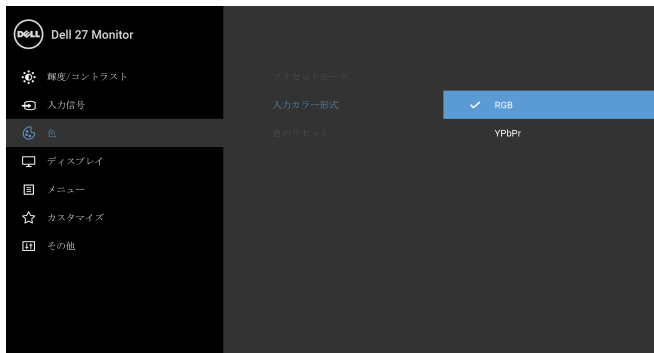 DELL Dell 27 Monitor
輝度/コントラスト
プリセットモード
入力信号
入力カラー形式
RGB
色
色のリセット
YPbPr
ディスプレイ
メニュー
カスタマイズ
その他